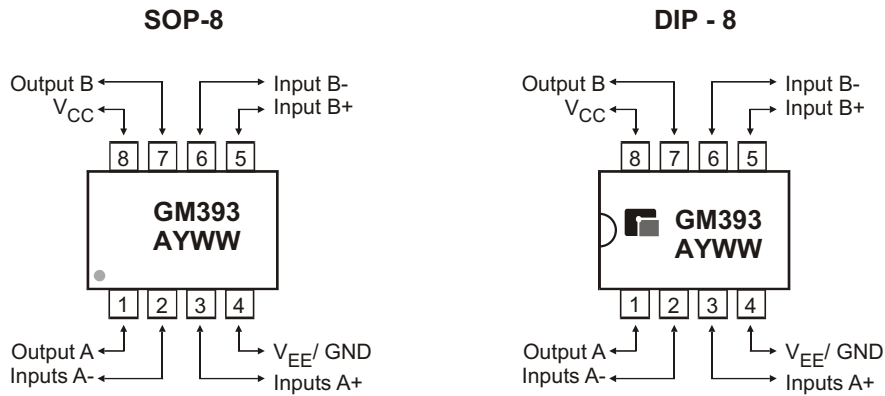 SOP-8
Output B
Input B-
VCC
Input B+
8 7 6 5
GM393
AYWW
1 2 3 4
Output A
VEE/ GND
Inputs A-
Inputs A+
DIP - 8
Output B
Input B-
VCC
Input B+
8 7 6 5
GM393
AYWW
1 2 3 4
Output A
VEE/ GND
Inputs A-
Inputs A+